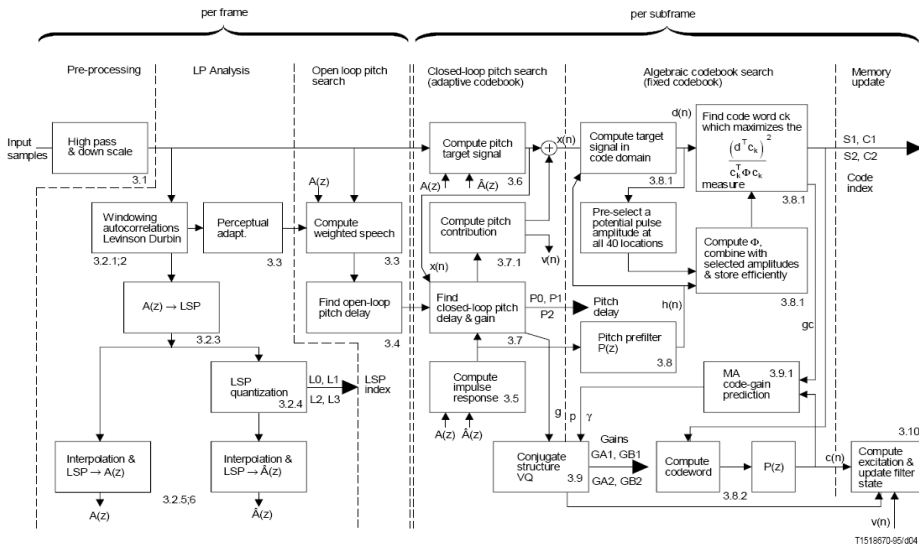 per frame
per subframe
Pre-processing
LP Analysis
Open loop pitch
search
Closed-loop pitch search
(adaptive codebook)
Algebraic codebook search
(fixed codebook)
Memory
update
Input
samples
High pass
& down scale
3.1
Compute pitch
target signal
3.6
A(z)
Â(z)
x(n)
Compute target
signal in
code domain
3.8.1
d(n)
Find code word ck
which maximizes the
(d^T c_k)^2
c_k^T Φ c_k
measure
3.8.1
S1, C1
S2, C2
Code
index
Windowing
autocorrelations
Levinson Durbin
3.2.1;2
Perceptual
adapt.
3.3
A(z)
Compute
weighted speech
3.3
Compute pitch
contribution
3.7.1
v(n)
Pre-select a
potential pulse
amplitude at
all 40 locations
Compute Φ,
combine with
selected amplitudes
& store efficiently
3.8.1
A(z) → LSP
3.2.3
Find open-loop
pitch delay
3.4
x(n)
Find
closed-loop pitch
delay & gain
3.7
P0, P1
P2
Pitch
delay
h(n)
Pitch prefilter
P(z)
3.8
gc
LSP
quantization
3.2.4
L0, L1
L2, L3
LSP
index
Compute
impulse
response
3.5
A(z)
Â(z)
MA
code-gain
prediction
3.9.1
g
p
γ
Interpolation &
LSP → A(z)
A(z)
Interpolation &
LSP → Â(z)
3.2.5;6
Â(z)
Conjugate
structure
VQ
3.9
Gains
GA1, GB1
GA2, GB2
Compute
codeword
3.8.2
P(z)
c(n)
3.10
Compute
excitation &
update filter
state
v(n)
T1518670-95/d04